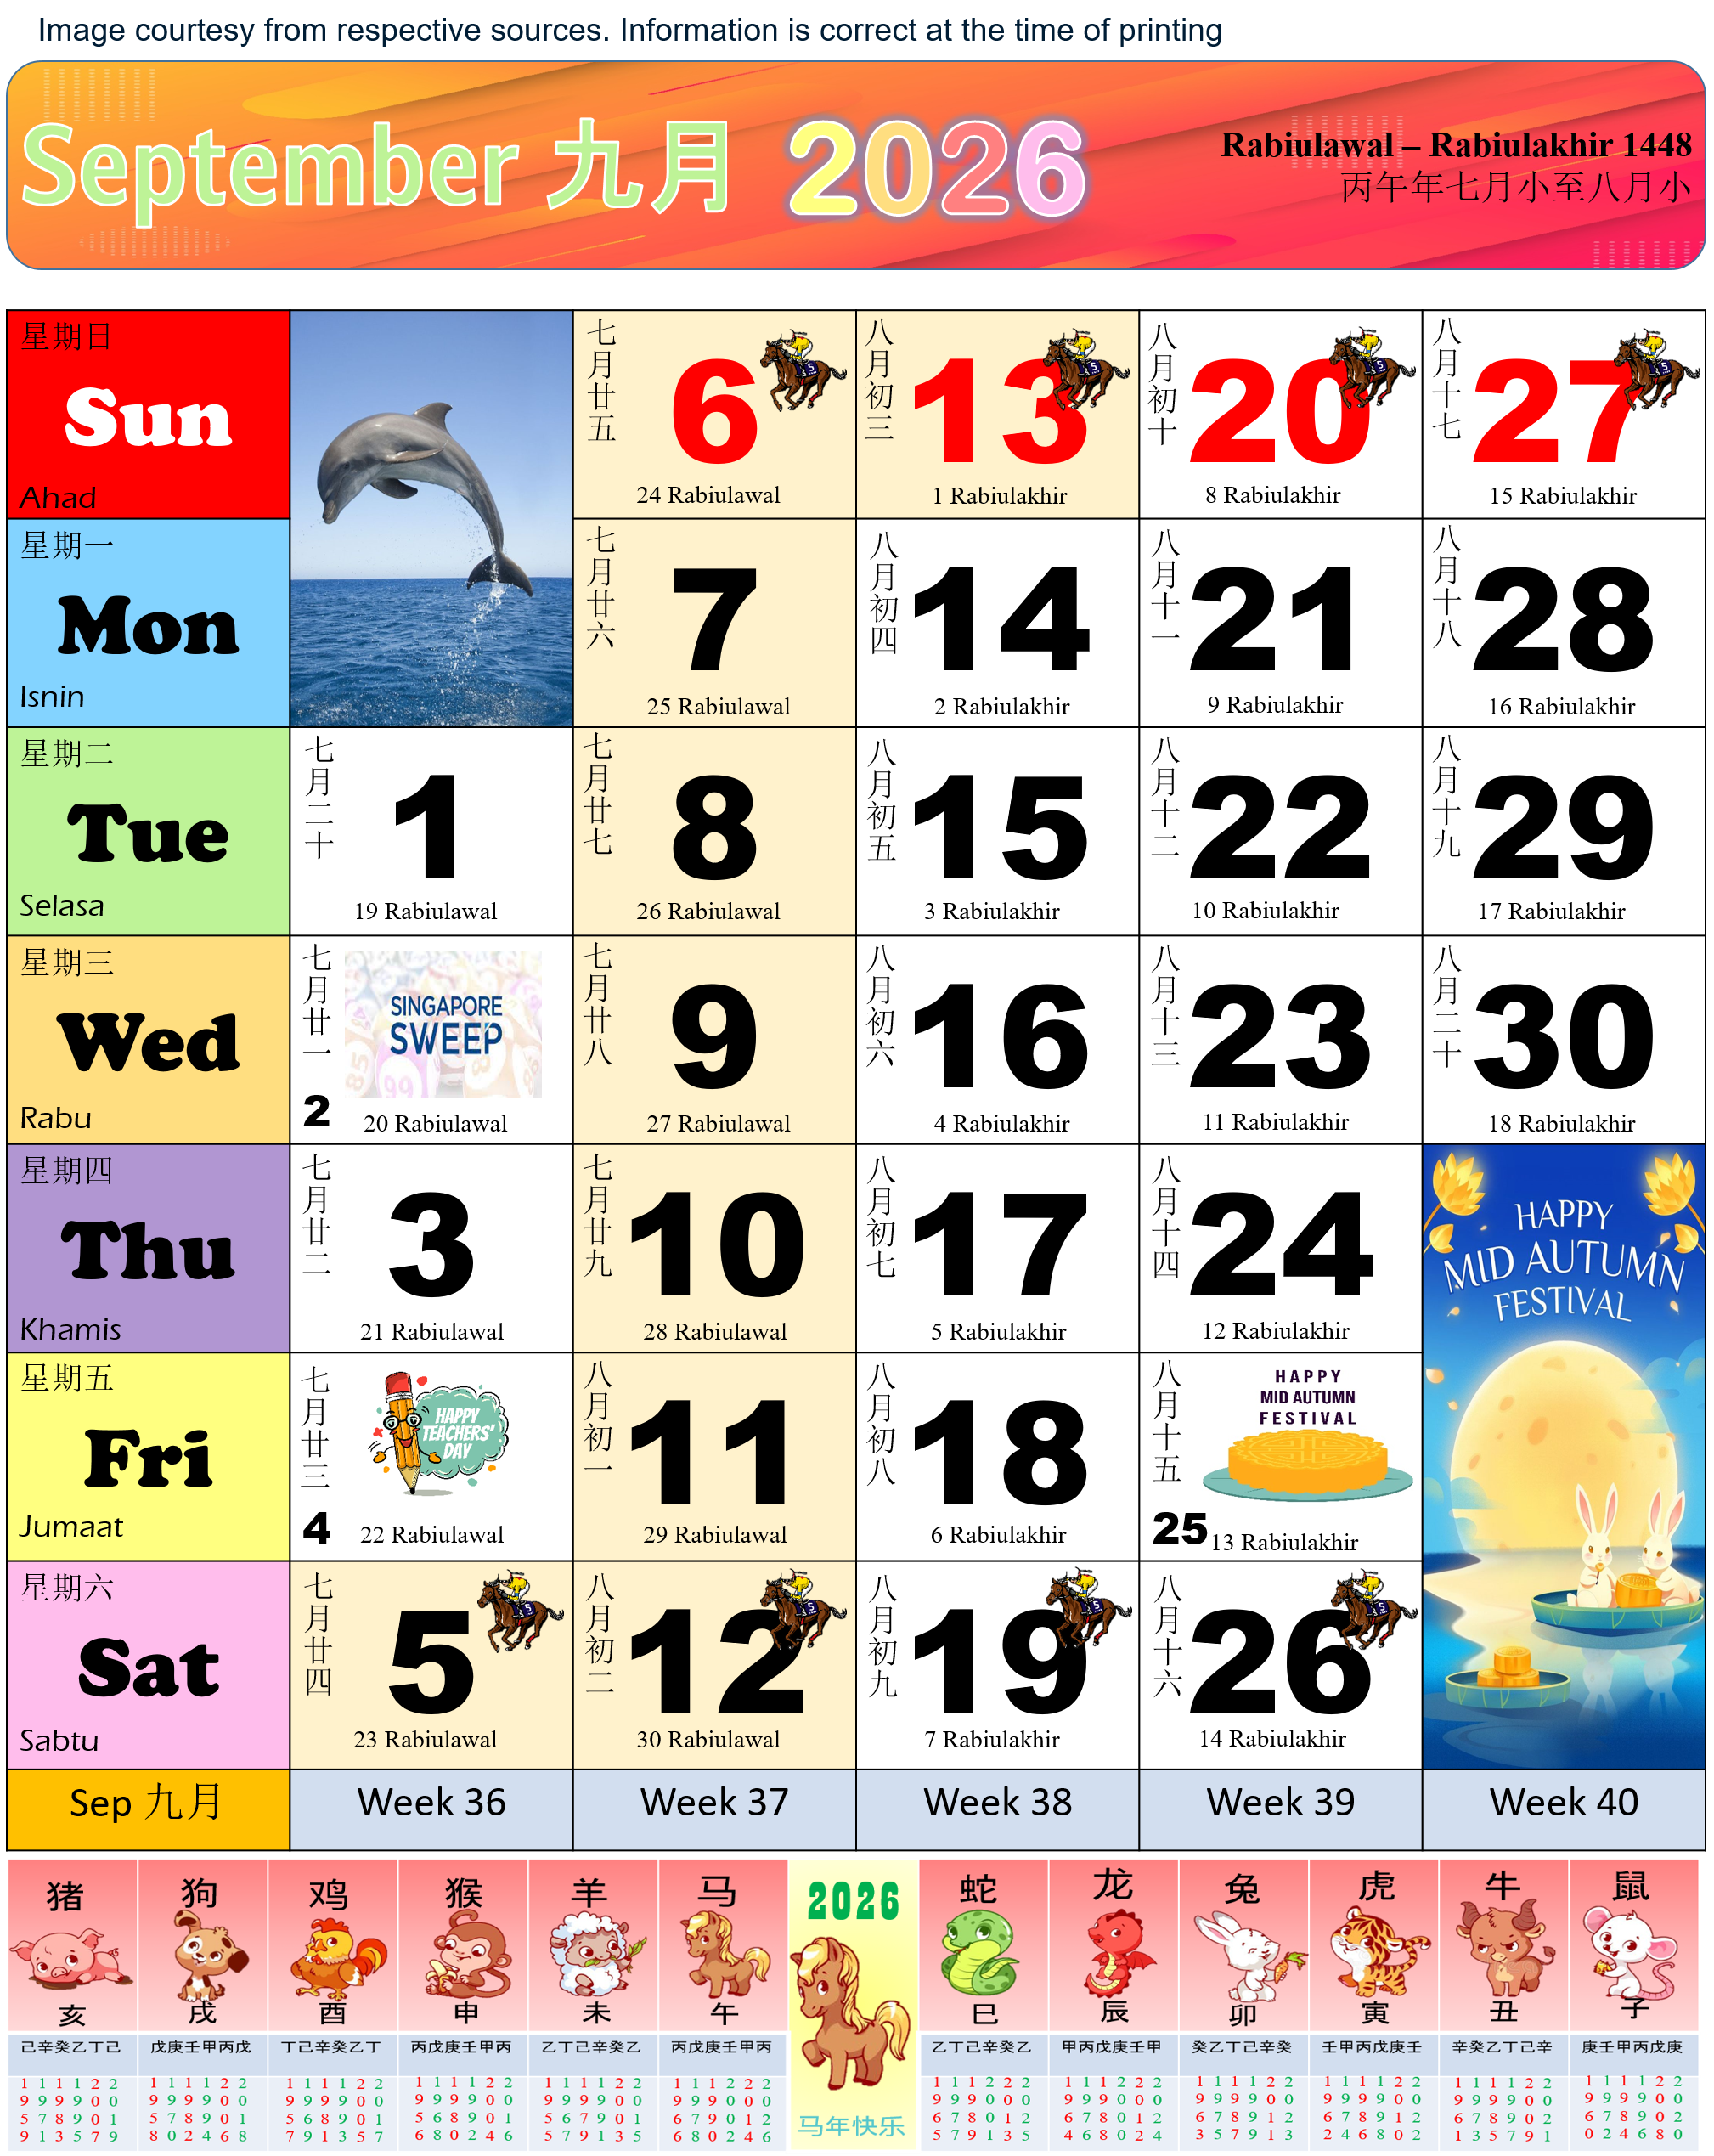 Image courtesy from respective sources. Information is correct at the time of printing
September 九月 2026
Rabiulawal – Rabiulakhir 1448
丙午年七月小至八月小
星期日
Sun
Ahad
七月廿五
6
24 Rabiulawal
八月初三
13
1 Rabiulakhir
八月初十
20
8 Rabiulakhir
八月十七
27
15 Rabiulakhir
星期一
Mon
Isnin
七月廿六
7
25 Rabiulawal
八月初四
14
2 Rabiulakhir
八月十一
21
9 Rabiulakhir
八月十八
28
16 Rabiulakhir
星期二
Tue
Selasa
七月二十
1
19 Rabiulawal
七月廿七
8
26 Rabiulawal
八月初五
15
3 Rabiulakhir
八月十二
22
10 Rabiulakhir
八月十九
29
17 Rabiulakhir
星期三
Wed
Rabu
七月廿一
SINGAPORE
SWEEP
2
20 Rabiulawal
七月廿八
9
27 Rabiulawal
八月初六
16
4 Rabiulakhir
八月十三
23
11 Rabiulakhir
八月二十
30
18 Rabiulakhir
星期四
Thu
Khamis
七月廿二
3
21 Rabiulawal
七月廿九
10
28 Rabiulawal
八月初七
17
5 Rabiulakhir
八月十四
24
12 Rabiulakhir
HAPPY
MID AUTUMN
FESTIVAL
星期五
Fri
Jumaat
七月廿三
HAPPY
TEACHERS'
DAY
4
22 Rabiulawal
八月初一
11
29 Rabiulawal
八月初八
18
6 Rabiulakhir
八月十五
HAPPY
MID AUTUMN
FESTIVAL
25
13 Rabiulakhir
星期六
Sat
Sabtu
七月廿四
5
23 Rabiulawal
八月初二
12
30 Rabiulawal
八月初九
19
7 Rabiulakhir
八月十六
26
14 Rabiulakhir
Sep 九月
Week 36
Week 37
Week 38
Week 39
Week 40
猪
亥
己辛癸乙丁己
1959 1971 1983 1995 2007 2019
狗
戌
戊庚壬甲丙戊
1958 1970 1982 1994 2006 2018
鸡
酉
丁己辛癸乙丁
1957 1969 1981 1993 2005 2017
猴
申
丙戊庚壬甲丙
1956 1968 1980 1992 2004 2016
羊
未
乙丁己辛癸乙
1955 1967 1979 1991 2003 2015
马
午
丙戊庚壬甲丙
1966 1978 1990 2002 2014 2026
2026
马年快乐
蛇
巳
乙丁己辛癸乙
1965 1977 1989 2001 2013 2025
龙
辰
甲丙戊庚壬甲
1964 1976 1988 2000 2012 2024
兔
卯
癸乙丁己辛癸
1963 1975 1987 1999 2011 2023
虎
寅
壬甲丙戊庚壬
1962 1974 1986 1998 2010 2022
牛
丑
辛癸乙丁己辛
1961 1973 1985 1997 2009 2021
鼠
子
庚壬甲丙戊庚
1960 1972 1984 1996 2008 2020